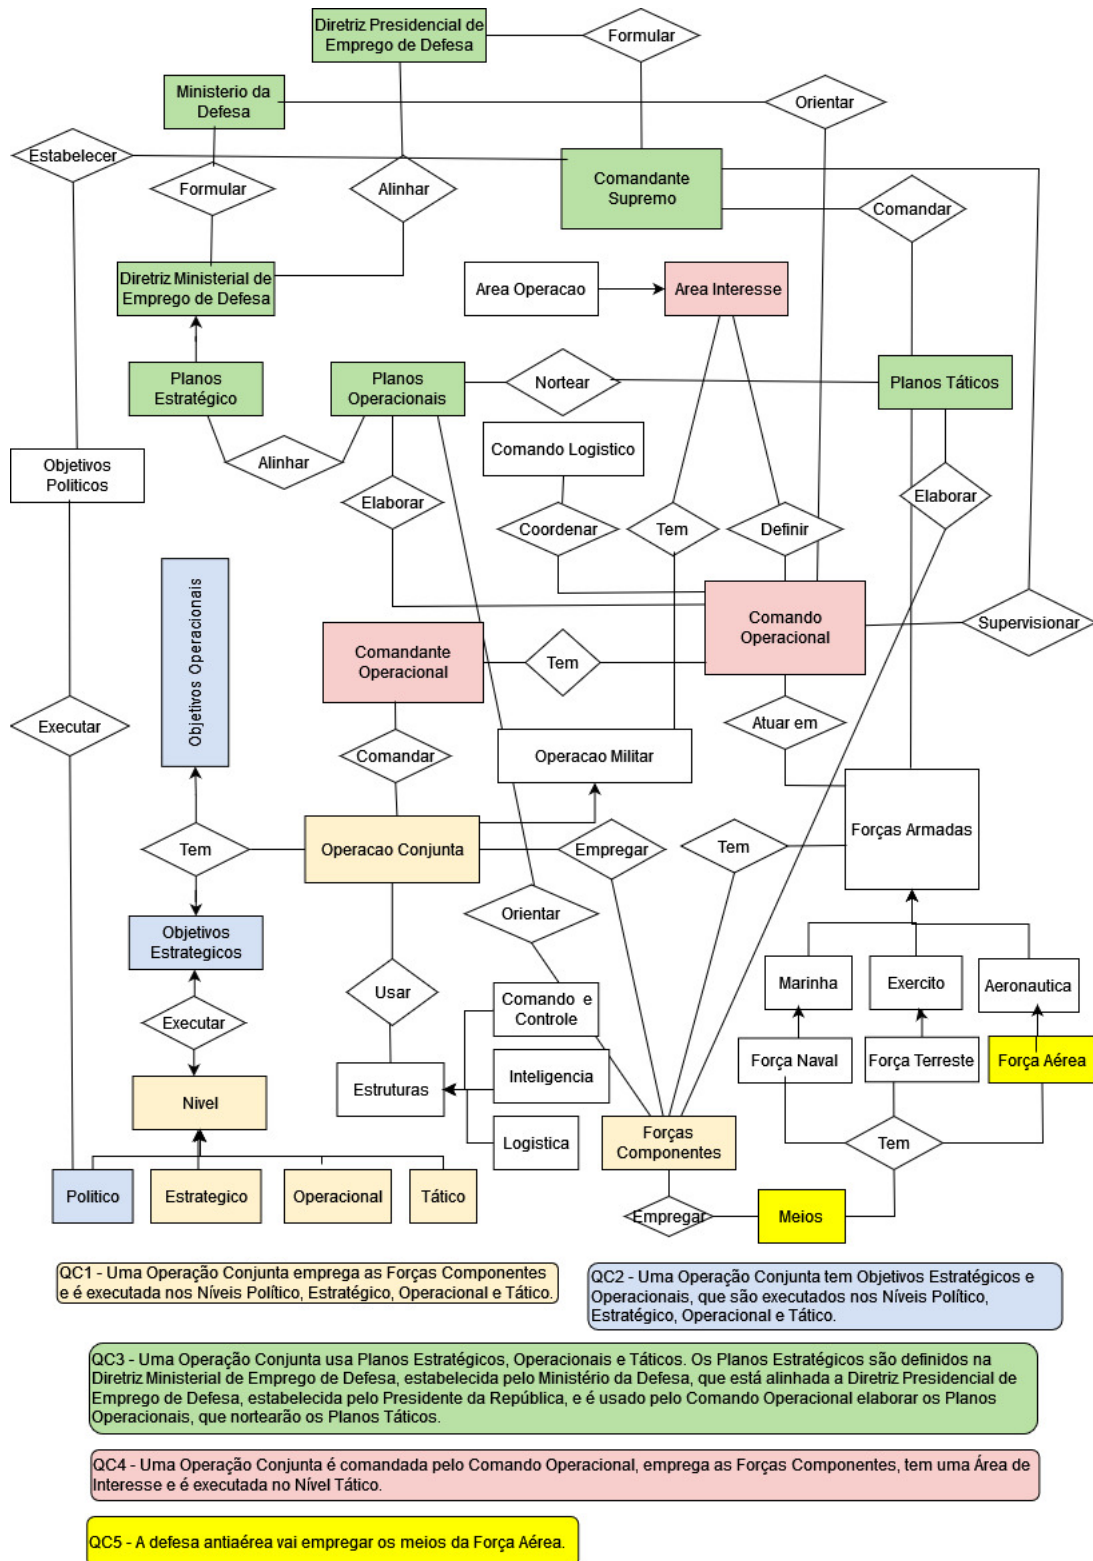 Diretriz Presidencial de
Emprego de Defesa
Formular
Ministerio da
Defesa
Orientar
Estabelecer
Formular
Alinhar
Comandante
Supremo
Comandar
Diretriz Ministerial de
Emprego de Defesa
Area Operacao
Area Interesse
Planos
Estratégico
Planos
Operacionais
Nortear
Planos Táticos
Comando Logistico
Alinhar
Objetivos
Politicos
Elaborar
Elaborar
Coordenar
Tem
Definir
Objetivos Operacionais
Comando
Operacional
Supervisionar
Comandante
Operacional
Tem
Executar
Atuar em
Comandar
Operacao Militar
Forças Armadas
Tem
Operacao Conjunta
Empregar
Tem
Orientar
Objetivos
Estrategicos
Usar
Comando e
Controle
Marinha
Exercito
Aeronautica
Executar
Inteligencia
Força Naval
Força Terreste
Força Aérea
Estruturas
Nivel
Logistica
Forças
Componentes
Tem
Politico
Estrategico
Operacional
Tático
Empregar
Meios
QC1 - Uma Operação Conjunta emprega as Forças Componentes
e é executada nos Níveis Político, Estratégico, Operacional e Tático.
QC2 - Uma Operação Conjunta tem Objetivos Estratégicos e
Operacionais, que são executados nos Níveis Político,
Estratégico, Operacional e Tático.
QC3 - Uma Operação Conjunta usa Planos Estratégicos, Operacionais e Táticos. Os Planos Estratégicos são definidos na
Diretriz Ministerial de Emprego de Defesa, estabelecida pelo Ministério da Defesa, que está alinhada a Diretriz Presidencial de
Emprego de Defesa, estabelecida pelo Presidente da República, e é usado pelo Comando Operacional elaborar os Planos
Operacionais, que nortearão os Planos Táticos.
QC4 - Uma Operação Conjunta é comandada pelo Comando Operacional, emprega as Forças Componentes, tem uma Área de
Interesse e é executada no Nível Tático.
QC5 - A defesa antiaérea vai empregar os meios da Força Aérea.